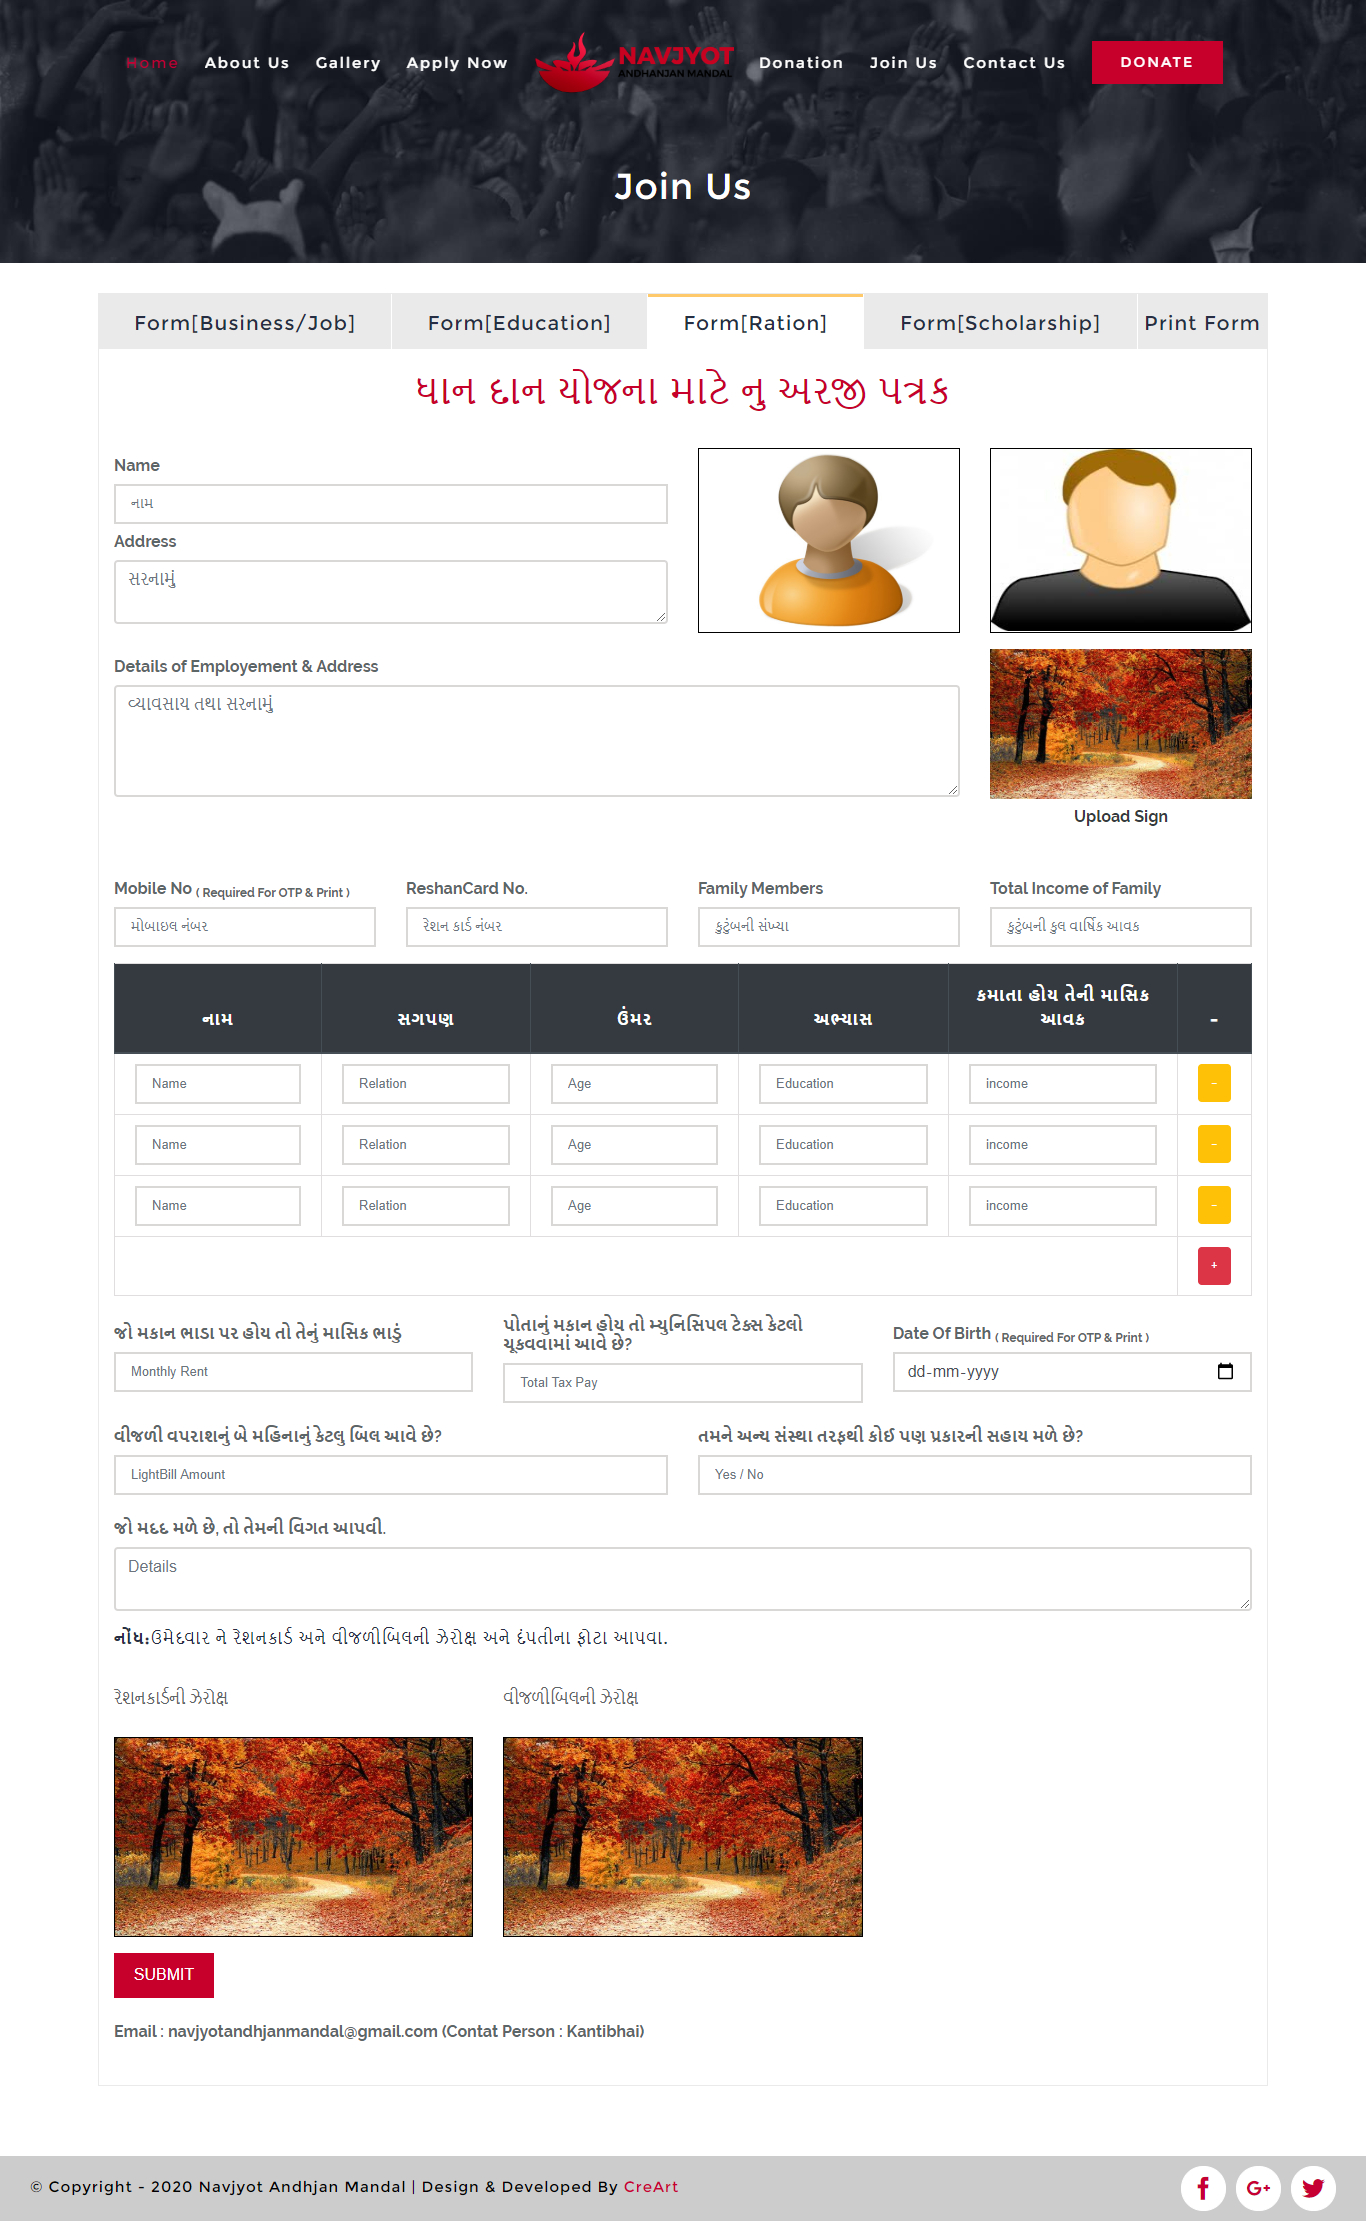 Home About Us Gallery Apply Now NAVJYOT Donation Join Us Contact Us DONATE
ANDHANJAN MANDAL
Join Us
Form[Business/Job] Form[Education] Form[Ration] Form[Scholarship] Print Form
ધાન દાન યોજના માટે નુ અરજી પત્રક
Name
નામ
Address
સરનામું
Details of Employement & Address
વ્યાવસાય તથા સરનામું
Upload Sign
Mobile No ( Required For OTP & Print ) ReshanCard No. Family Members Total Income of Family
મોબાઇલ નંબર રેશન કાર્ડ નંબર કુટુંબની સંખ્યા કુટુંબની કુલ વાર્ષિક આવક
નામ સગપણ ઉંમર અભ્યાસ કમાતા હોય તેની માસિક આવક -
Name Relation Age Education income -
Name Relation Age Education income -
Name Relation Age Education income -
+
જો મકાન ભાડા પર હોય તો તેનું માસિક ભાડું
Monthly Rent
પોતાનું મકાન હોય તો મ્યુનિસિપલ ટેક્સ કેટલો
ચૂકવવામાં આવે છે?
Total Tax Pay
Date Of Birth ( Required For OTP & Print )
dd-mm-yyyy
વીજળી વપરાશનું બે મહિનાનું કેટલુ બિલ આવે છે? તમને અન્ય સંસ્થા તરફથી કોઈ પણ પ્રકારની સહાય મળે છે?
LightBill Amount Yes / No
જો મદદ મળે છે, તો તેમની વિગત આપવી.
Details
નોંધ:ઉમેદવાર ને રેશનકાર્ડ અને વીજળીબિલની ઝેરોક્ષ અને દંપતીના ફોટા આપવા.
રેશનકાર્ડની ઝેરોક્ષ વીજળીબિલની ઝેરોક્ષ
SUBMIT
Email : navjyotandhjanmandal@gmail.com (Contat Person : Kantibhai)
© Copyright - 2020 Navjyot Andhjan Mandal | Design & Developed By CreArt